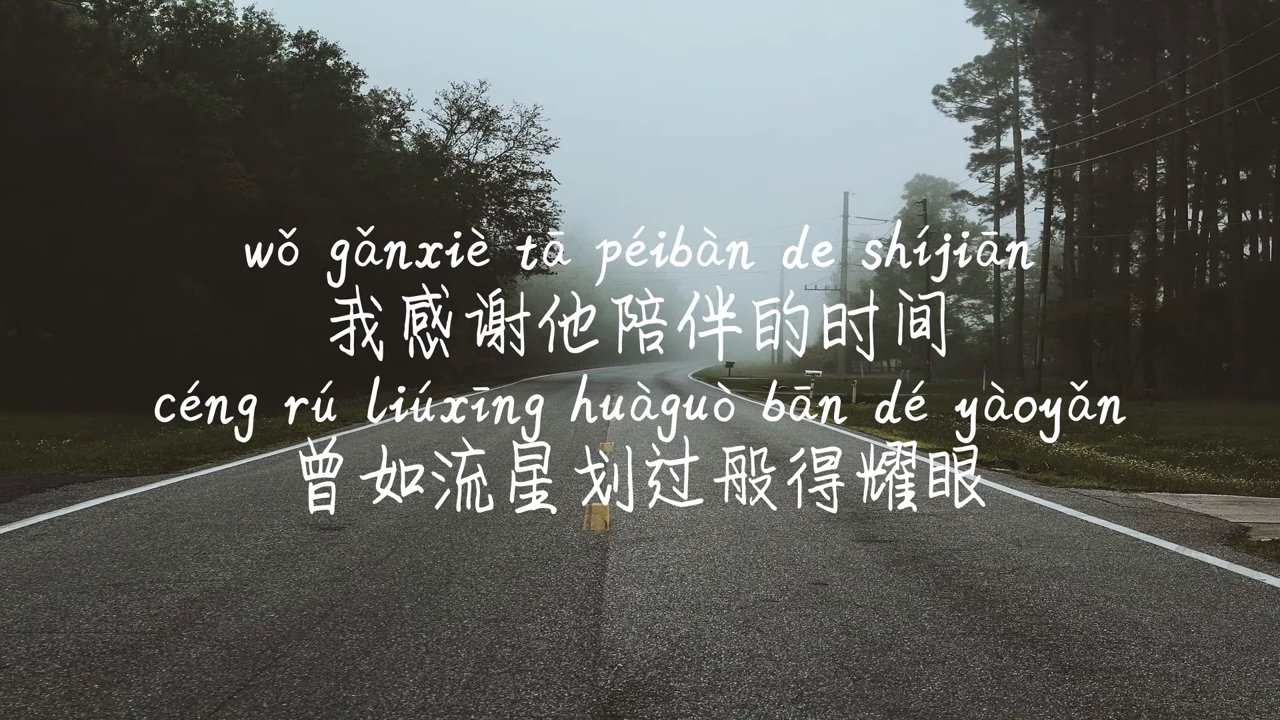 wǒ gǎnxiè tā péibàn de shíjiān
我感谢他陪伴的时间
céng rú liúxīng huàguò bān dé yàoyǎn
曾如流星划过般得耀眼